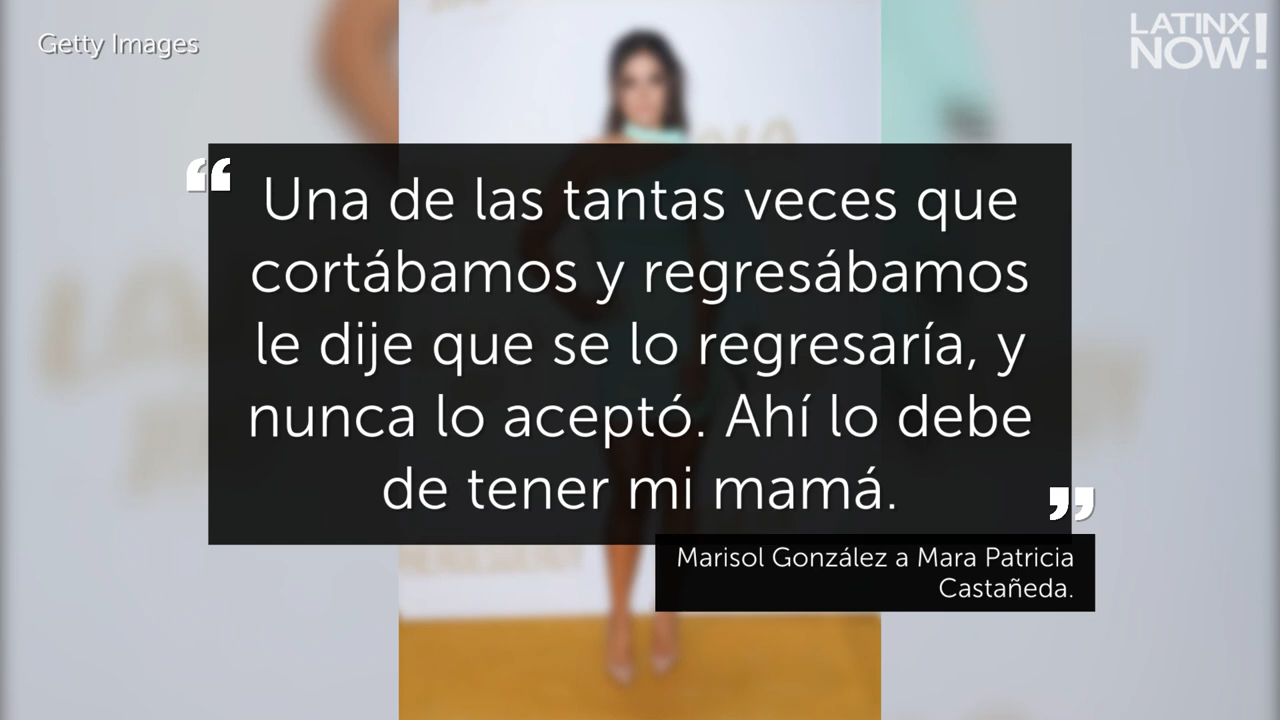 Getty Images
LATINX
NOW!
“Una de las tantas veces que
cortábamos y regresábamos
le dije que se lo regresaría, y
nunca lo aceptó. Ahí lo debe
de tener mi mamá.”
Marisol González a Mara Patricia
Castañeda.